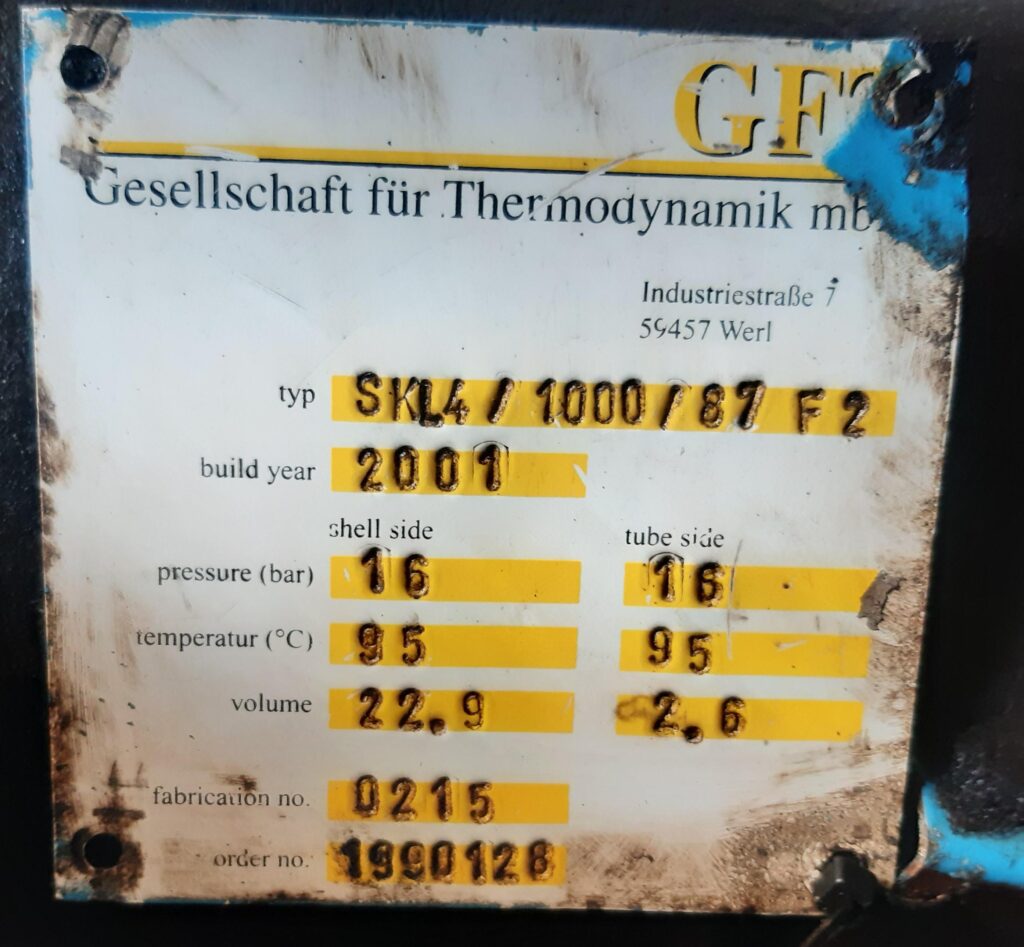 GF
Gesellschaft für Thermodynamik mb
Industriestraße 7
59457 Werl
typ SKL4/1000/87 F2
build year 2001
shell side tube side
pressure (bar) 16 16
temperatur (°C) 95 95
volume 22.9 2.6
fabrication no. 0215
order no. 1990128